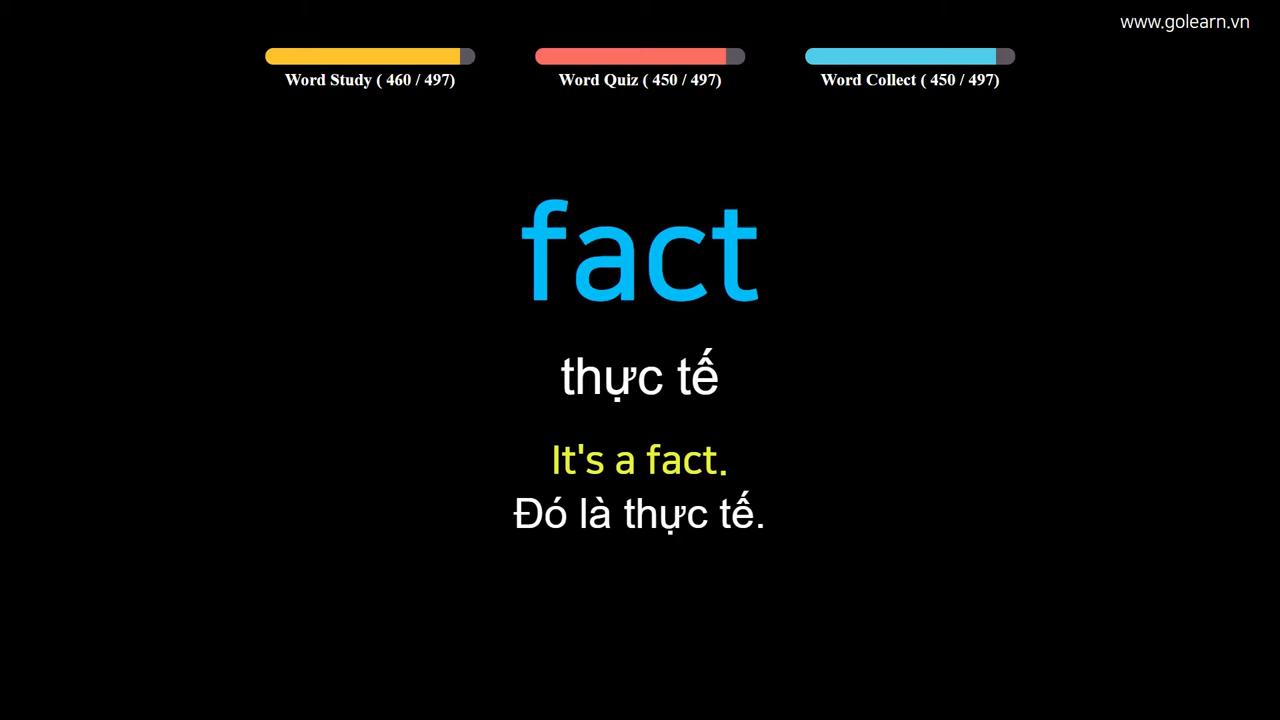 www.golearn.vn
Word Study ( 460 / 497)
Word Quiz ( 450 / 497)
Word Collect ( 450 / 497)
fact
thực tế
It's a fact.
Đó là thực tế.